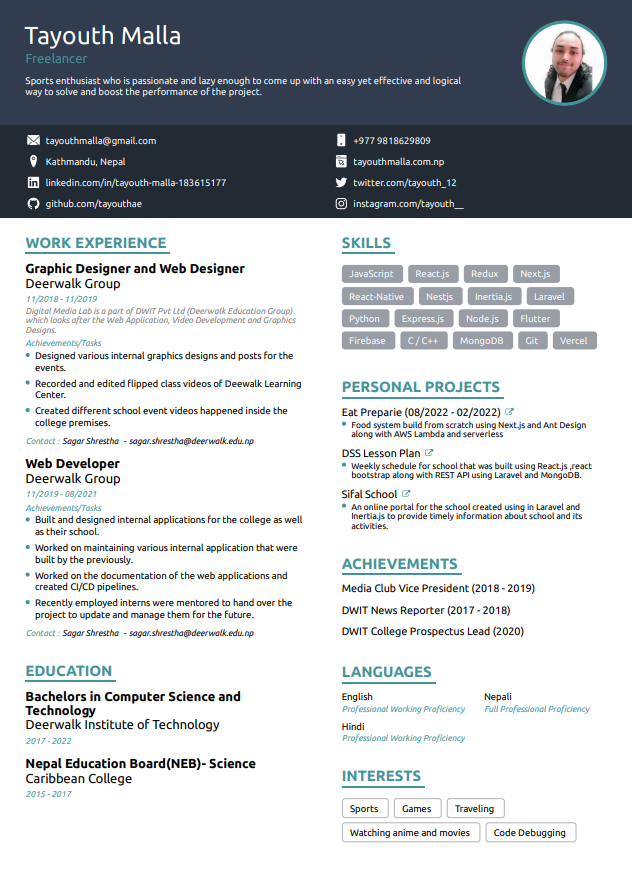 Tayouth Malla
Freelancer
Sports enthusiast who is passionate and lazy enough to come up with an easy yet effective and logical
way to solve and boost the performance of the project.
tayouthmalla@gmail.com
+977 9818629809
Kathmandu, Nepal
tayouthmalla.com.np
linkedin.com/in/tayouth-malla-183615177
twitter.com/tayouth_12
github.com/tayouthae
instagram.com/tayouth__
WORK EXPERIENCE
Graphic Designer and Web Designer
Deerwalk Group
11/2018 - 11/2019
Digital Media Lab is a part of DWIT Pvt Ltd (Deerwalk Education Group)
which looks after the Web Application, Video Development and Graphics
Designs.
Achievements/Tasks
Designed various internal graphics designs and posts for the
events.
Recorded and edited flipped class videos of Deewalk Learning
Center.
Created different school event videos happened inside the
college premises.
Contact : Sagar Shrestha - sagar.shrestha@deerwalk.edu.np
Web Developer
Deerwalk Group
11/2019 - 08/2021
Achievements/Tasks
Built and designed internal applications for the college as well
as their school.
Worked on maintaining various internal application that were
built by the previously.
Worked on the documentation of the web applications and
created CI/CD pipelines.
Recently employed interns were mentored to hand over the
project to update and manage them for the future.
Contact : Sagar Shrestha - sagar.shrestha@deerwalk.edu.np
EDUCATION
Bachelors in Computer Science and
Technology
Deerwalk Institute of Technology
2017 - 2022
Nepal Education Board(NEB)- Science
Caribbean College
2015 - 2017
SKILLS
JavaScript React.js Redux Next.js
React-Native Nestjs Inertia.js Laravel
Python Express.js Node.js Flutter
Firebase C / C++ MongoDB Git Vercel
PERSONAL PROJECTS
Eat Preparie (08/2022 - 02/2022)
Food system build from scratch using Next.js and Ant Design
along with AWS Lambda and serverless
DSS Lesson Plan
Weekly schedule for school that was built using React.js ,react
bootstrap along with REST API using Laravel and MongoDB.
Sifal School
An online portal for the school created using in Laravel and
Inertia.js to provide timely information about school and its
activities.
ACHIEVEMENTS
Media Club Vice President (2018 - 2019)
DWIT News Reporter (2017 - 2018)
DWIT College Prospectus Lead (2020)
LANGUAGES
English
Professional Working Proficiency
Nepali
Full Professional Proficiency
Hindi
Professional Working Proficiency
INTERESTS
Sports Games Traveling
Watching anime and movies Code Debugging